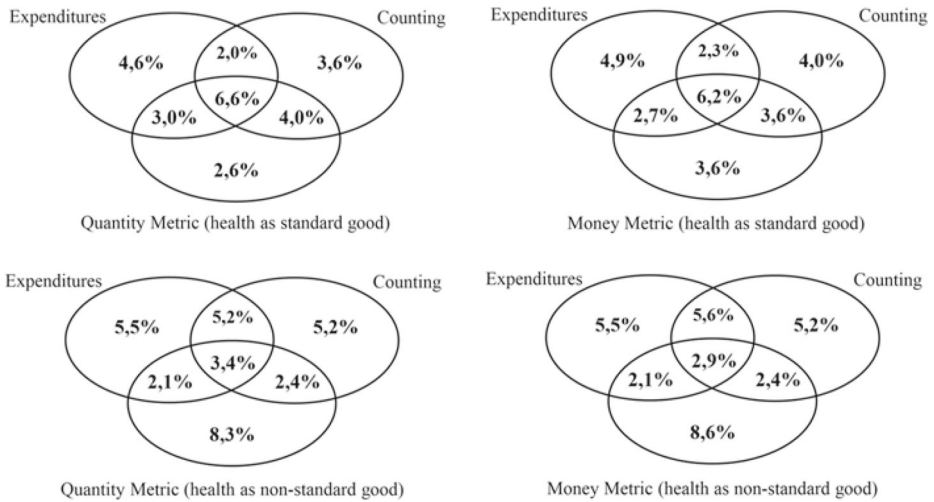 Expenditures
Counting
4,6%
2,0%
3,6%
6,6%
3,0%
4,0%
2,6%
Quantity Metric (health as standard good)
Expenditures
Counting
4,9%
2,3%
4,0%
6,2%
2,7%
3,6%
3,6%
Money Metric (health as standard good)
Expenditures
Counting
5,5%
5,2%
5,2%
3,4%
2,1%
2,4%
8,3%
Quantity Metric (health as non-standard good)
Expenditures
Counting
5,5%
5,6%
5,2%
2,9%
2,1%
2,4%
8,6%
Money Metric (health as non-standard good)